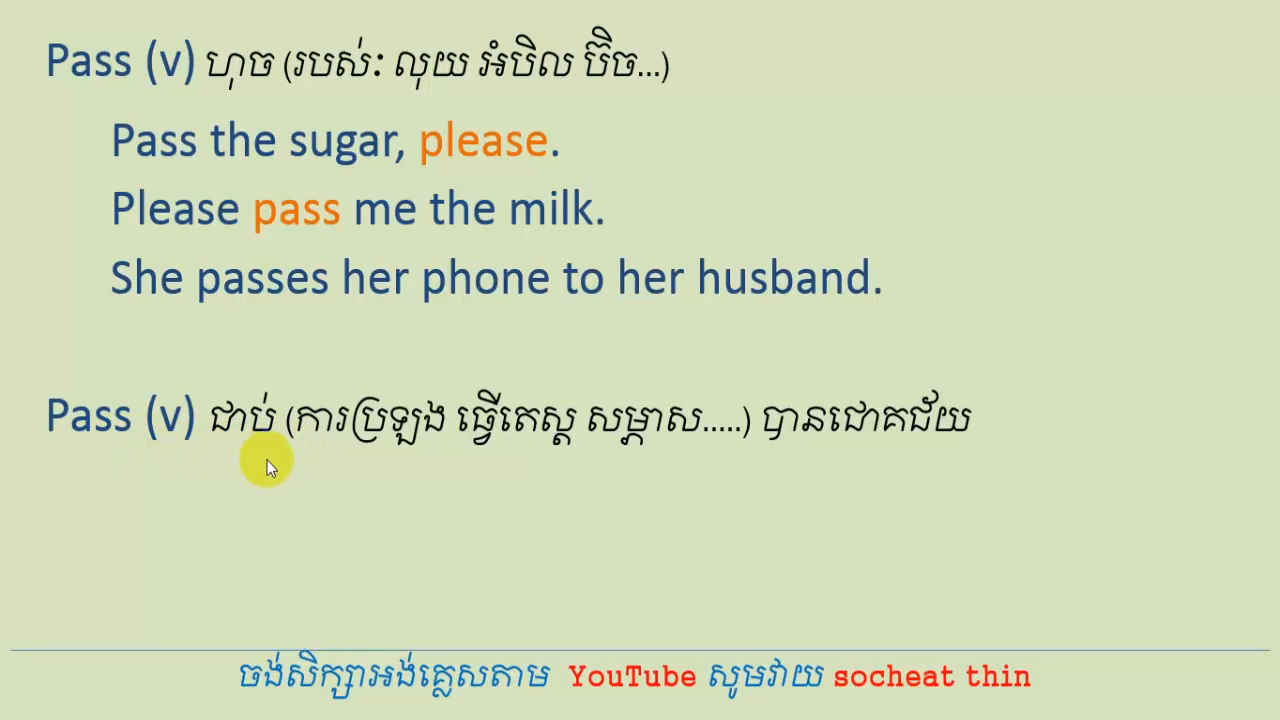 Pass (v) ហុច (របស់ៈ លុយ អំបិល ប៊ិច...)
Pass the sugar, please.
Please pass me the milk.
She passes her phone to her husband.
Pass (v) ជាប់ (ការប្រឡង ធ្វើតេស្ត សម្ភាស.....) បានជោគជ័យ
ចង់សិក្សាអង់គ្លេសតាម YouTube សូមវាយ socheat thin